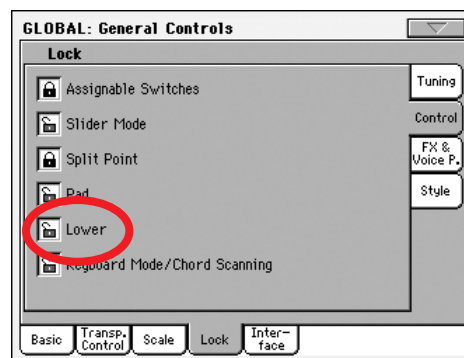 GLOBAL: General Controls
Lock
Assignable Switches
Slider Mode
Split Point
Pad
Lower
Keyboard Mode/Chord Scanning
Tuning
Control
FX &
Voice P.
Style
Basic
Transp.
Control
Scale
Lock
Inter-
face